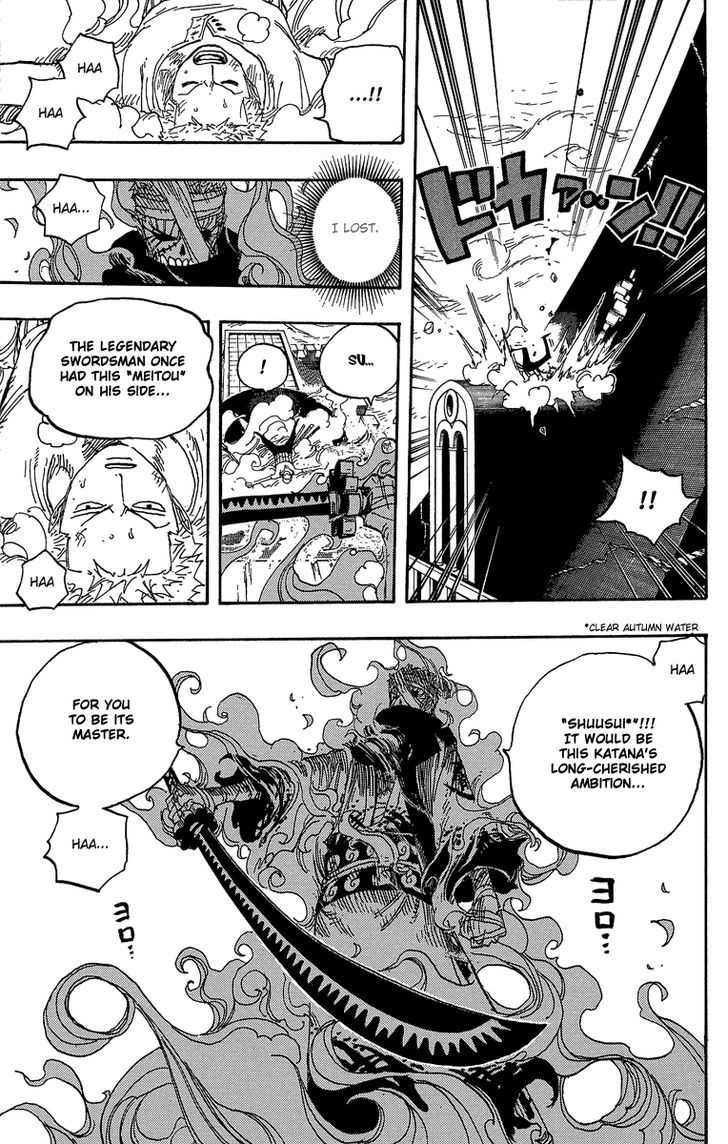 ドカァ〜ン!!
!!
...!!
HAA
HAA
I LOST.
HAA...
SU...
!
THE LEGENDARY
SWORDSMAN ONCE
HAD THIS "MEITOU"
ON HIS SIDE...
HAA
*CLEAR AUTUMN WATER
HAA
"SHUUSUI*"!!!
IT WOULD BE
THIS KATANA'S
LONG-CHERISHED
AMBITION...
FOR YOU
TO BE ITS
MASTER.
HAA...
ヨロ...
ヨロ...